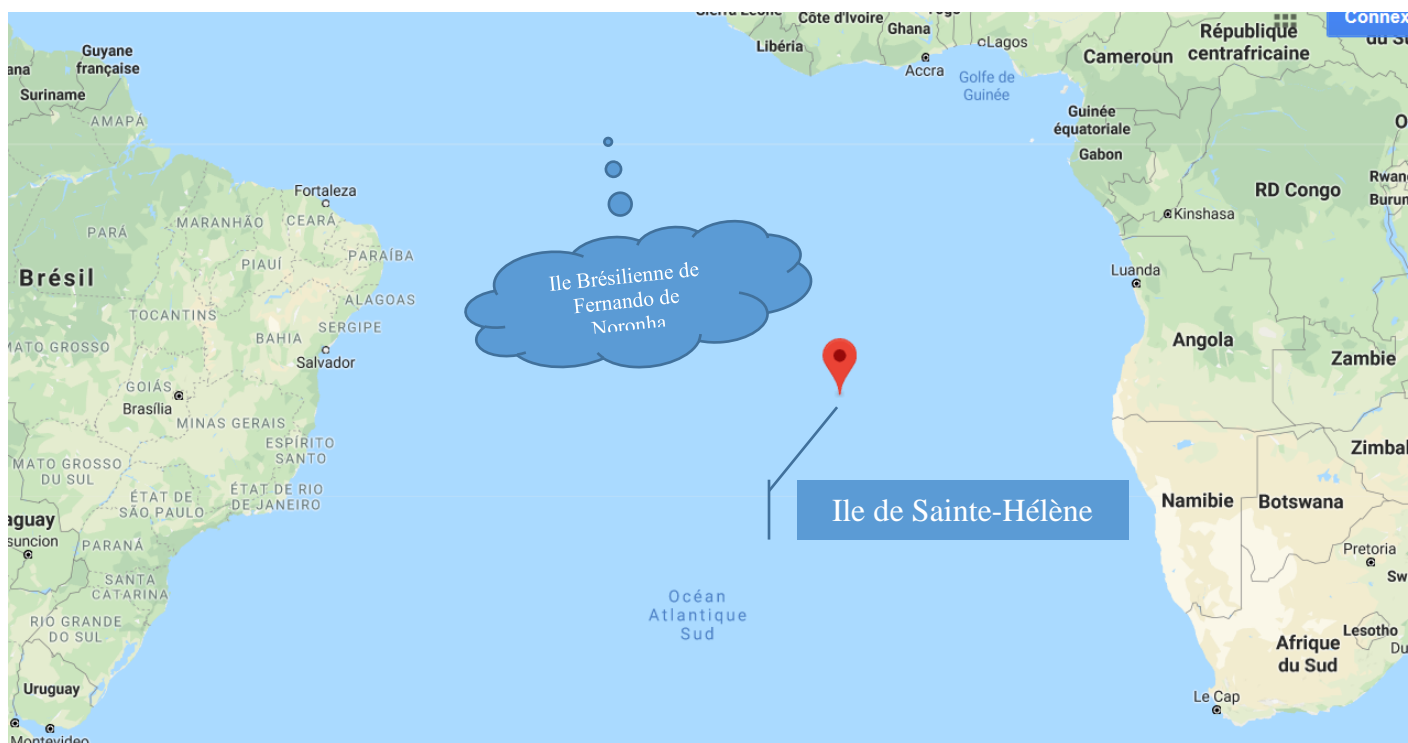 Côte d'Ivoire
Ghana
Libéria
Accra
Lagos
Golfe de
Guinée
Cameroun
République
centrafricaine
Connex
Guyane
française
Suriname
AMAPÁ
Guinée
équatoriale
Gabon
RD Congo
Kinshasa
Fortaleza
MARANHÃO
CEARÁ
PARÁ
PARAÍBA
PIAUÍ
Brésil
ALAGOAS
TOCANTINS
SERGIPE
BAHIA
MATO GROSSO
Salvador
Ile Brésilienne de
Fernando de
Noronha
Luanda
Angola
Zambie
GOIÁS
Brasília
MINAS GERAIS
ESPÍRITO
SANTO
MATO GROSSO
DU SUL
ÉTAT DE
SÃO PAULO
ÉTAT DE RIO
DE JANEIRO
Ile de Sainte-Hélène
Namibie
Botswana
Zimbal
aguay
suncion
PARANÁ
Pretoria
SANTA
CATARINA
Océan
Atlantique
Sud
RIO GRANDE
DO SUL
Lesotho
Afrique
du Sud
Uruguay
Le Cap
Montevideo